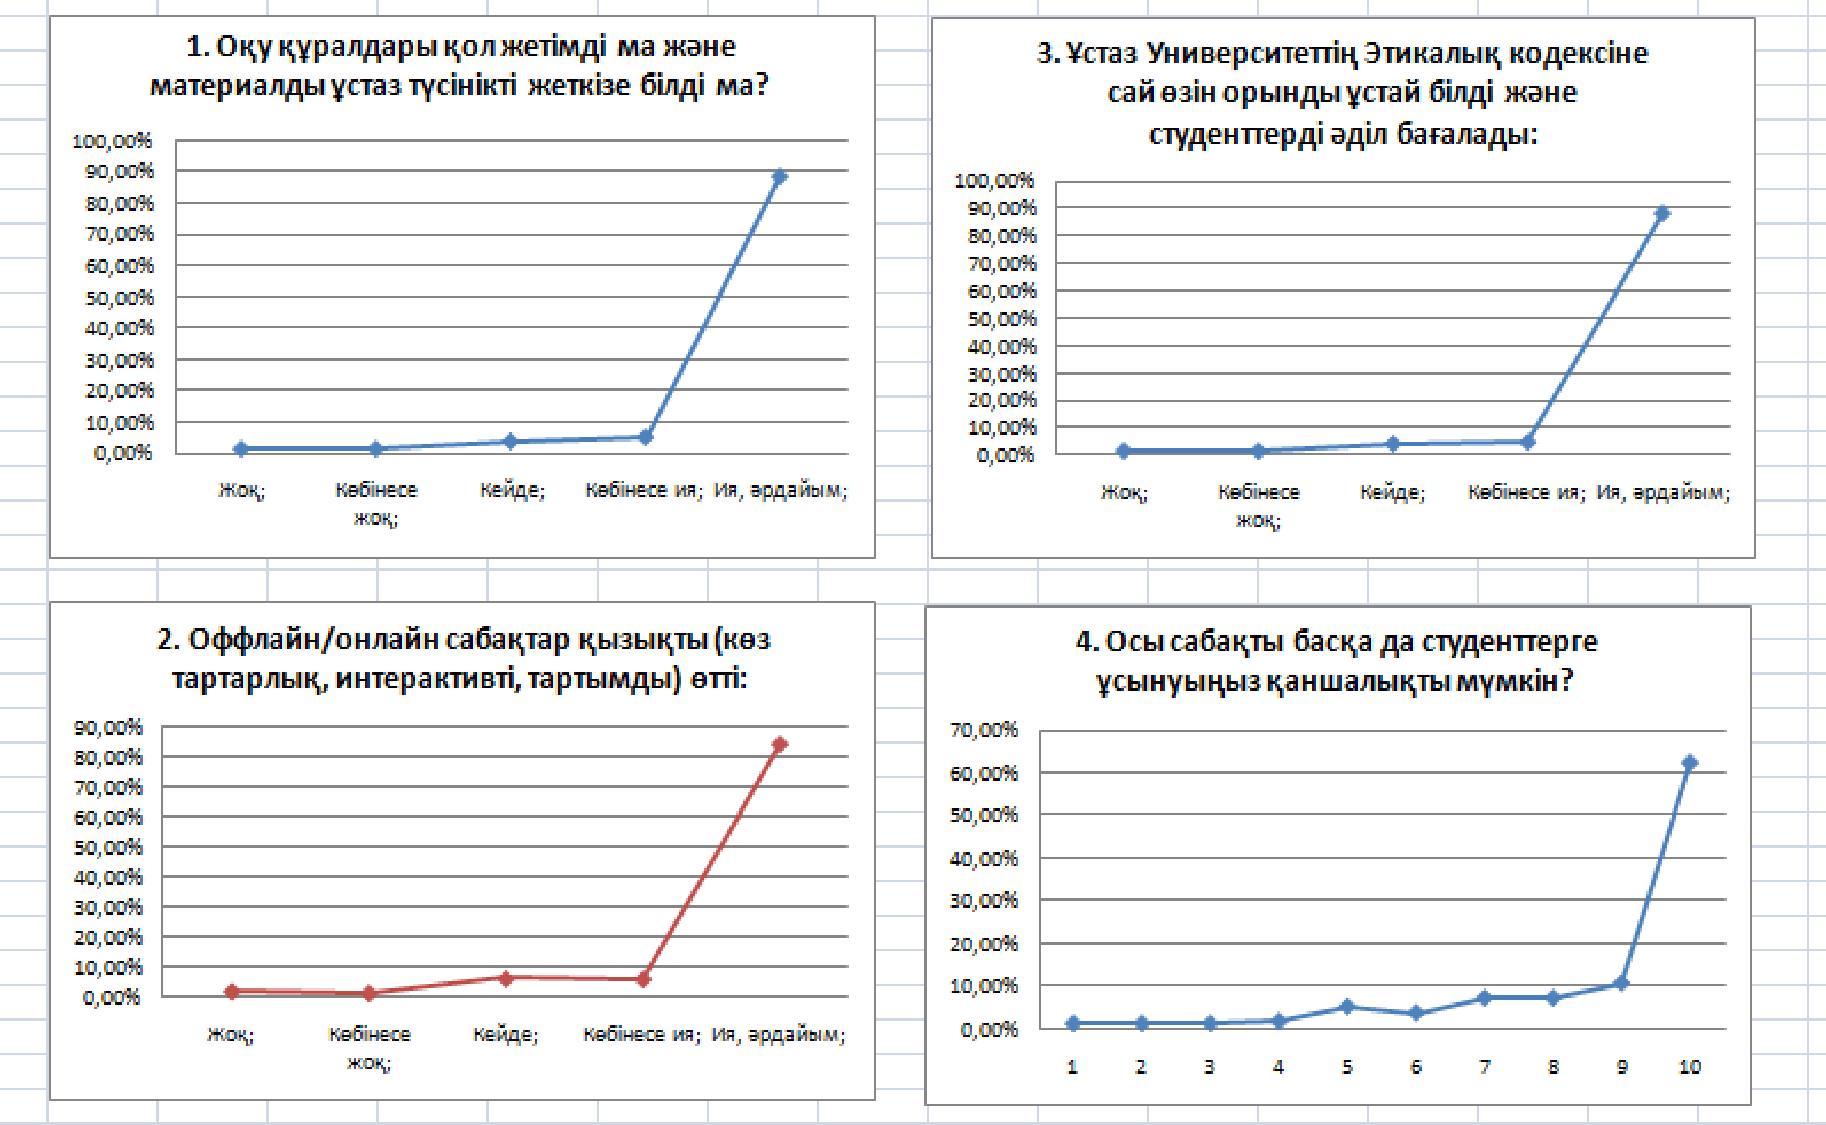 1. Оқу құралдары қол жетімді ма және
материалды ұстаз түсінікті жеткізе білді ма?
100,00%
90,00%
80,00%
70,00%
60,00%
50,00%
40,00%
30,00%
20,00%
10,00%
0,00%
Жоқ; Көбінесе Кейде; Көбінесе ия; Ия, әрдайым;
жоқ;
3. Ұстаз Университеттің Этикалық кодексіне
сай өзін орынды ұстай білді және
студенттерді әділ бағалады:
100,00%
90,00%
80,00%
70,00%
60,00%
50,00%
40,00%
30,00%
20,00%
10,00%
0,00%
Жоқ; Көбінесе Кейде; Көбінесе ия; Ия, әрдайым;
жоқ;
2. Оффлайн/онлайн сабақтар қызықты (көз
тартарлық, интерактивті, тартымды) өтті:
90,00%
80,00%
70,00%
60,00%
50,00%
40,00%
30,00%
20,00%
10,00%
0,00%
Жоқ; Көбінесе Кейде; Көбінесе ия; Ия, әрдайым;
жоқ;
4. Осы сабақты басқа да студенттерге
ұсынуыңыз қаншалықты мүмкін?
70,00%
60,00%
50,00%
40,00%
30,00%
20,00%
10,00%
0,00%
1 2 3 4 5 6 7 8 9 10